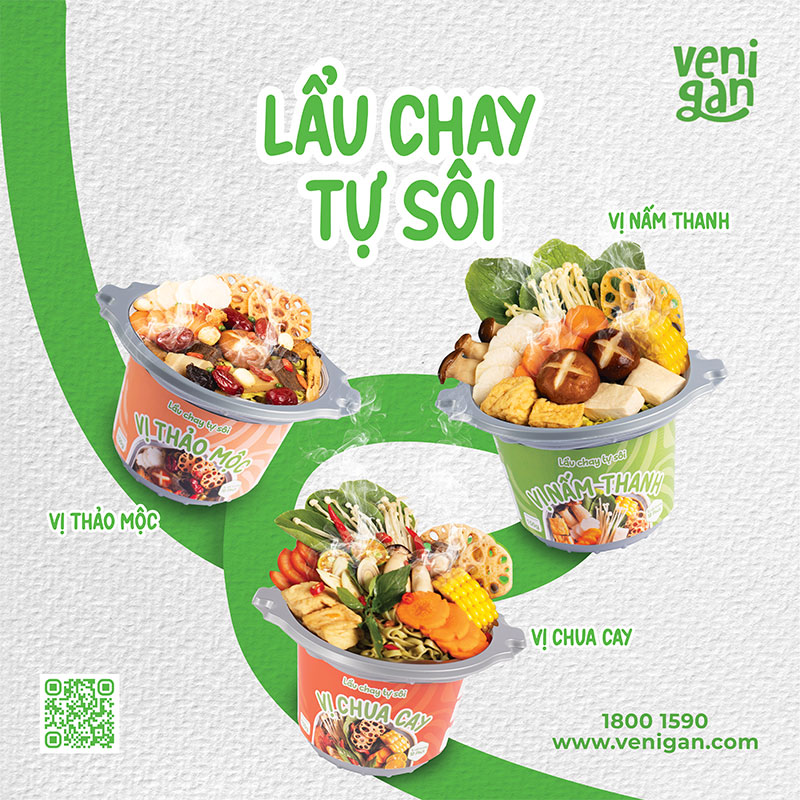 veni
gan
LẨU CHAY
TỰ SÔI
VỊ NẤM THANH
Lẩu chay tự sôi
VỊ THẢO MỘC
Lẩu chay tự sôi
VỊ NẤM THANH
VỊ THẢO MỘC
VỊ CHUA CAY
Lẩu chay tự sôi
VỊ CHUA CAY
1800 1590
www.venigan.com